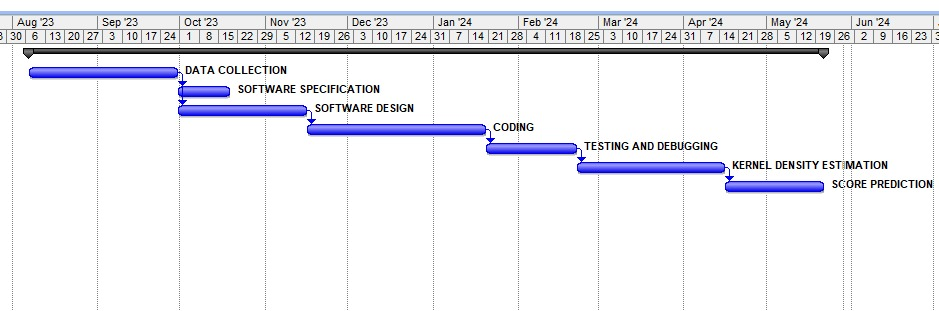 Aug '23 Sep '23 Oct '23 Nov '23 Dec '23 Jan '24 Feb '24 Mar '24 Apr '24 May '24 Jun '24
30 6 13 20 27 3 10 17 24 1 8 15 22 29 5 12 19 26 3 10 17 24 31 7 14 21 28 4 11 18 25 3 10 17 24 31 7 14 21 28 5 12 19 26 2 9 16 23
DATA COLLECTION
SOFTWARE SPECIFICATION
SOFTWARE DESIGN
CODING
TESTING AND DEBUGGING
KERNEL DENSITY ESTIMATION
SCORE PREDICTION